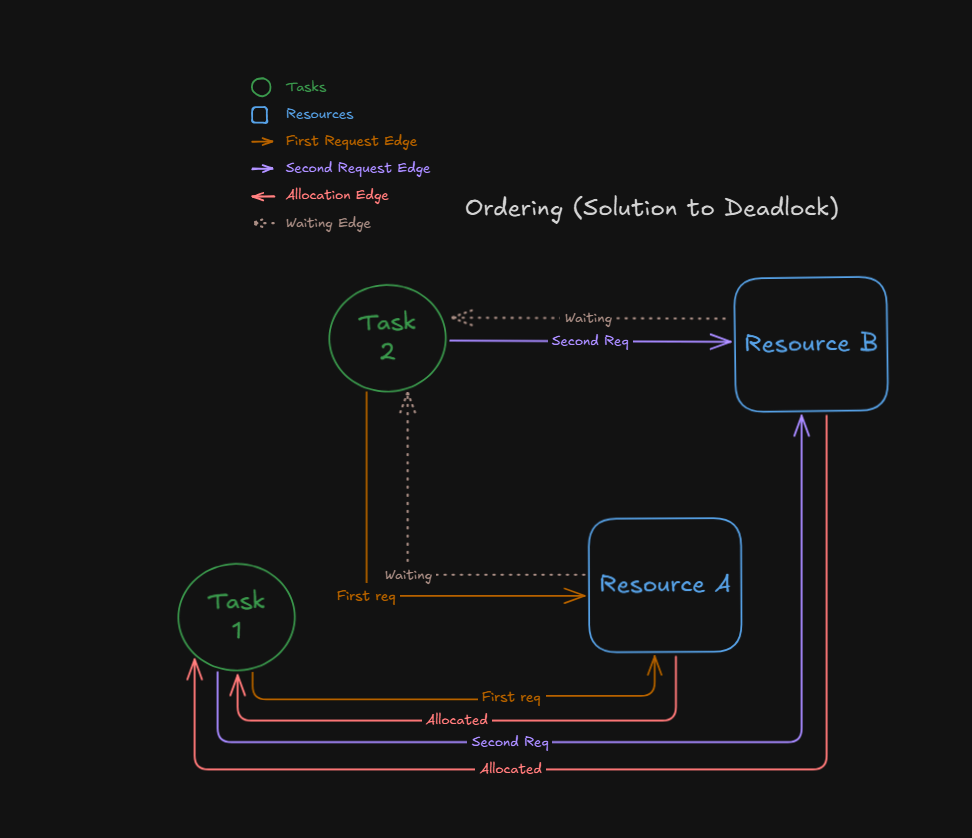 Tasks
Resources
First Request Edge
Second Request Edge
Allocation Edge
Waiting Edge
Ordering (Solution to Deadlock)
Task
2
Waiting
Second Req
Resource B
Waiting
First req
Resource A
Task
1
First req
Allocated
Second Req
Allocated